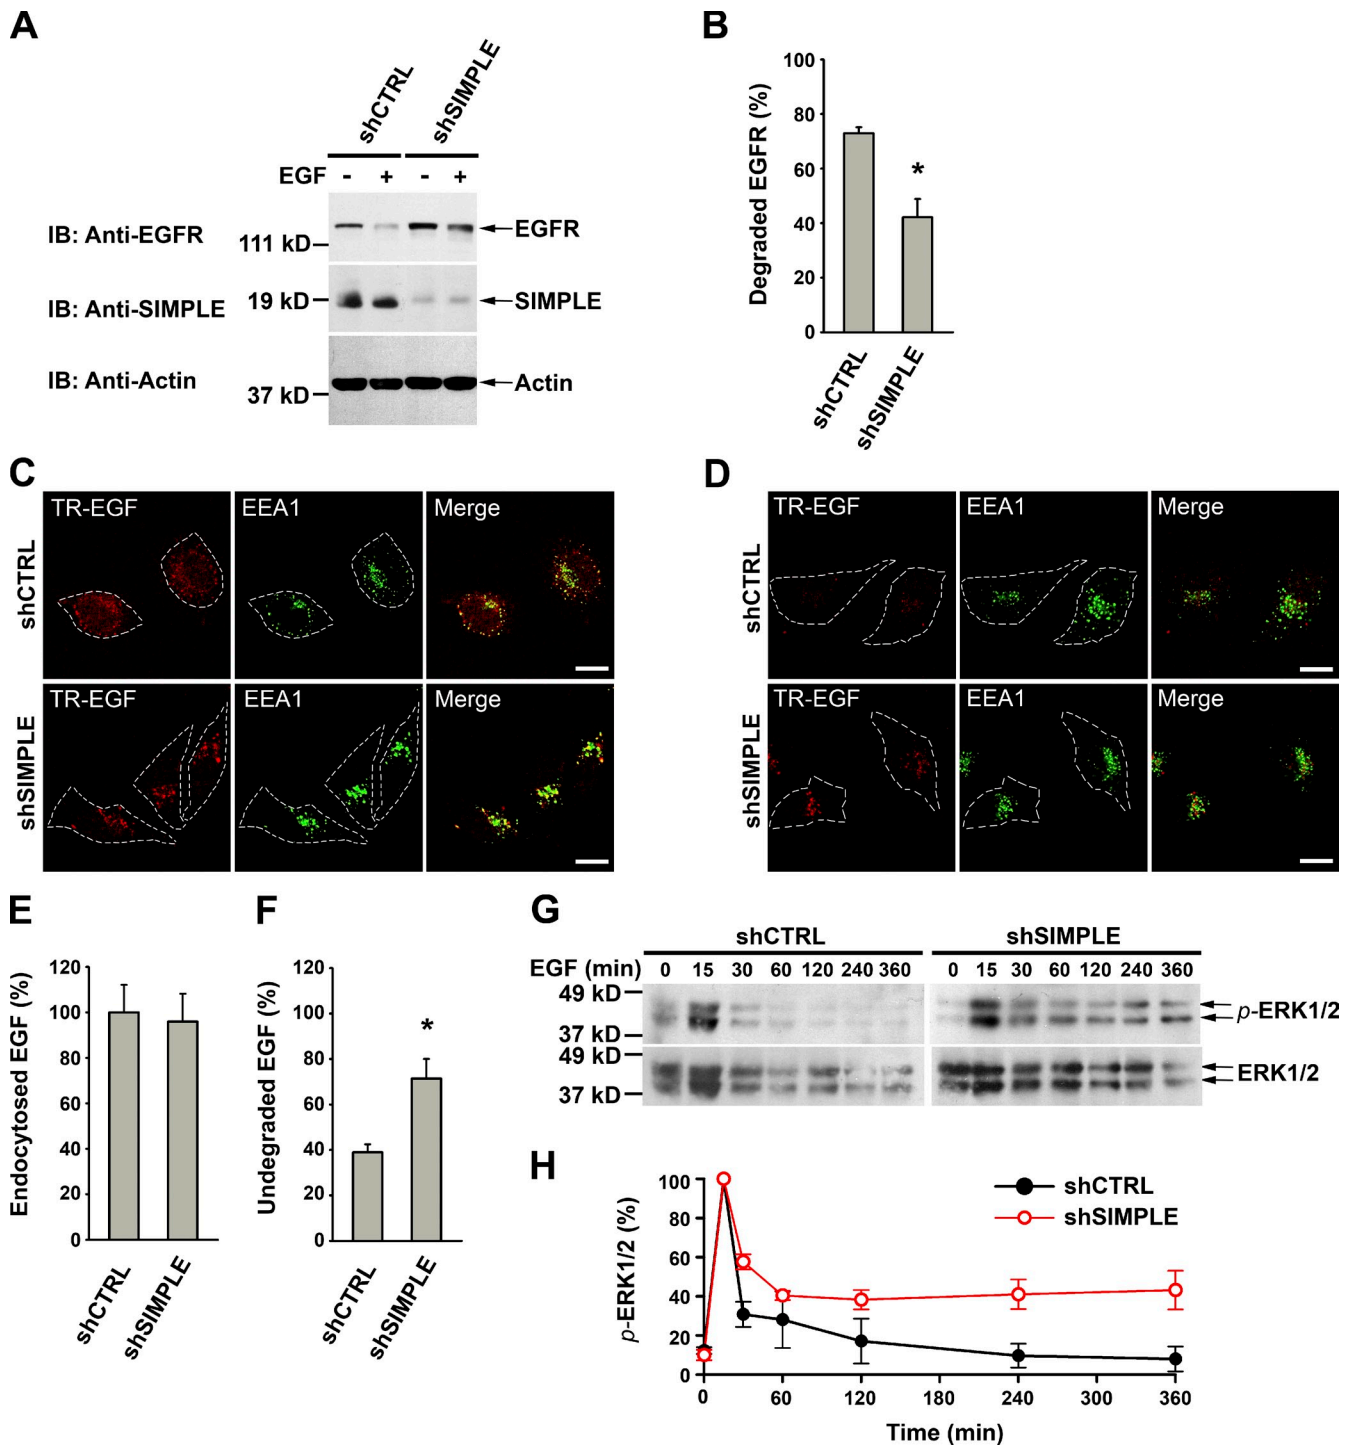 A
shCTRL
shSIMPLE
EGF - + - +
IB: Anti-EGFR
111 kD
EGFR
IB: Anti-SIMPLE
19 kD
SIMPLE
IB: Anti-Actin
37 kD
Actin
B
Degraded EGFR (%)
100
80
60
40
20
0
*
shCTRL
shSIMPLE
C
shCTRL
TR-EGF EEA1 Merge
shSIMPLE
TR-EGF EEA1 Merge
D
shCTRL
TR-EGF EEA1 Merge
shSIMPLE
TR-EGF EEA1 Merge
E
Endocytosed EGF (%)
120
100
80
60
40
20
0
shCTRL
shSIMPLE
F
Undegraded EGF (%)
120
100
80
60
40
20
0
*
shCTRL
shSIMPLE
G
shCTRL shSIMPLE
EGF (min) 0 15 30 60 120 240 360 0 15 30 60 120 240 360
49 kD
p-ERK1/2
37 kD
49 kD
ERK1/2
37 kD
H
p-ERK1/2 (%)
100
80
60
40
20
0
shCTRL
shSIMPLE
0 60 120 180 240 300 360
Time (min)